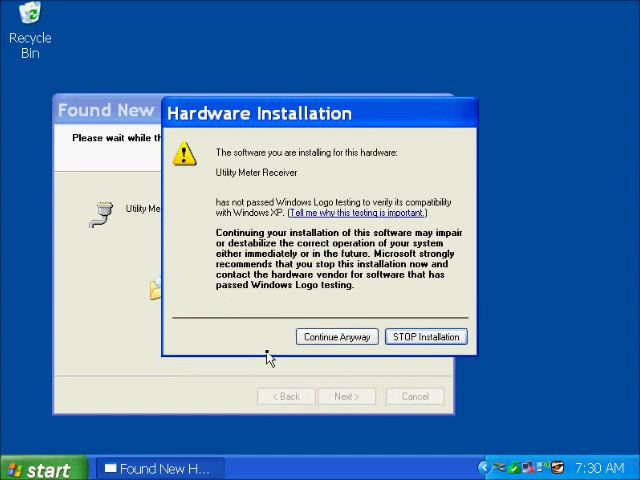 Recycle
Bin
Found New
Hardware Installation
Please wait while th
Utility Me
The software you are installing for this hardware:
Utility Meter Receiver
has not passed Windows Logo testing to verify its compatibility
with Windows XP. (Tell me why this testing is important.)
Continuing your installation of this software may impair
or destabilize the correct operation of your system
either immediately or in the future. Microsoft strongly
recommends that you stop this installation now and
contact the hardware vendor for software that has
passed Windows Logo testing.
Continue Anyway
STOP Installation
< Back
Next >
Cancel
start
Found New H...
7:30 AM